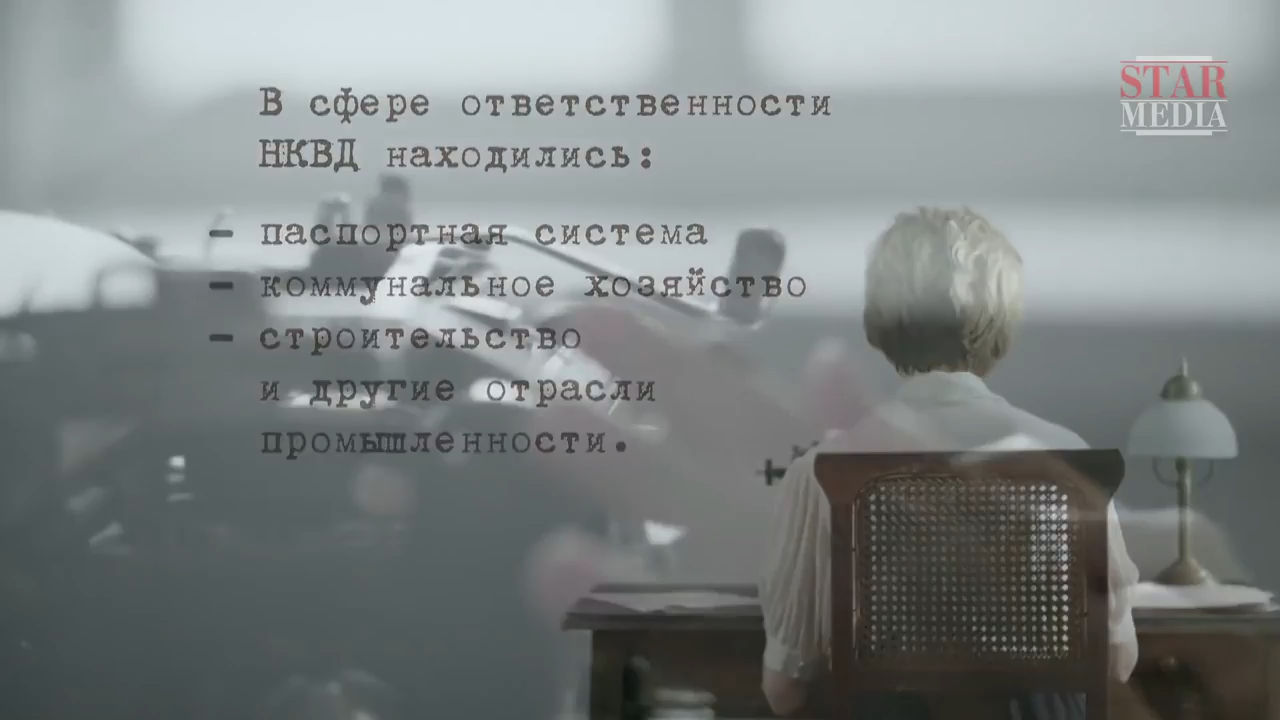 В сфере ответственности
НКВД находились:
– паспортная система
– коммунальное хозяйство
– строительство
и другие отрасли
промышленности.
STAR
MEDIA